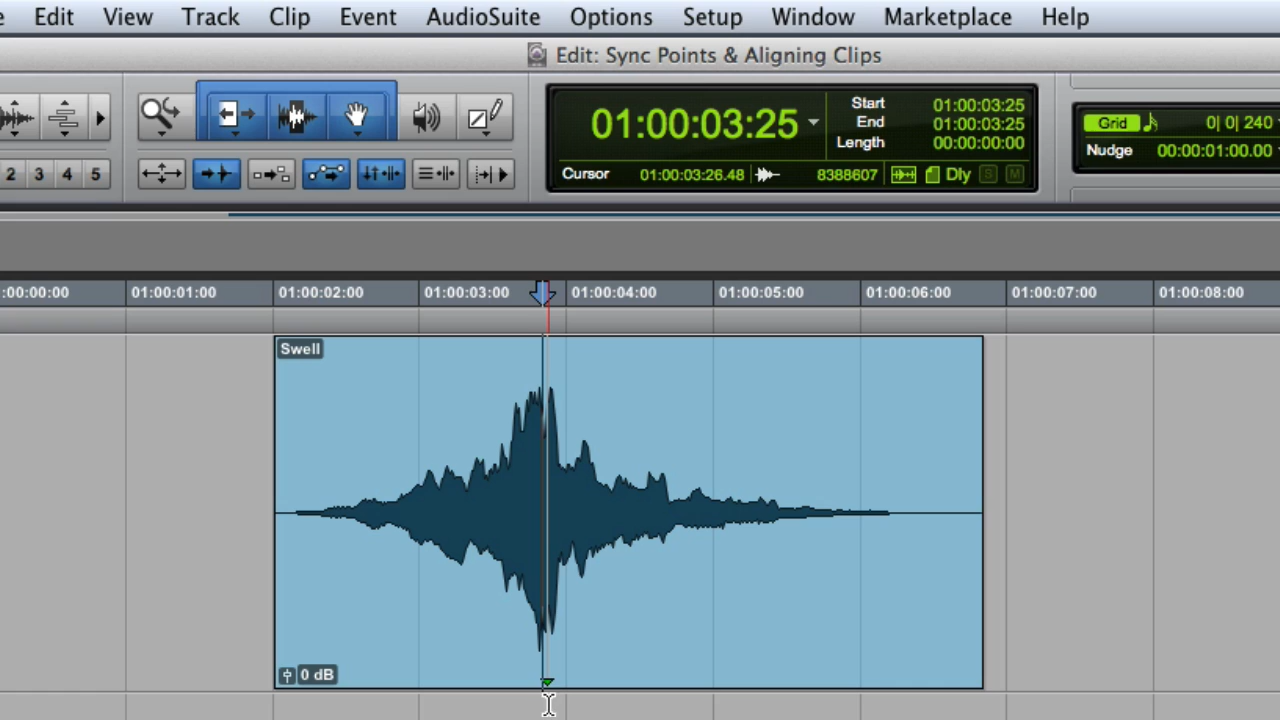 Edit View Track Clip Event AudioSuite Options Setup Window Marketplace Help
Edit: Sync Points & Aligning Clips
01:00:03:25
Start 01:00:03:25
End 01:00:03:25
Length 00:00:00:00
Cursor 01:00:03:26.48 8388607 Dly S M
Grid 0| 0| 240
Nudge 00:00:01:00.00
2 3 4 5
:00:00:00 01:00:01:00 01:00:02:00 01:00:03:00 01:00:04:00 01:00:05:00 01:00:06:00 01:00:07:00 01:00:08:00
Swell
0 dB